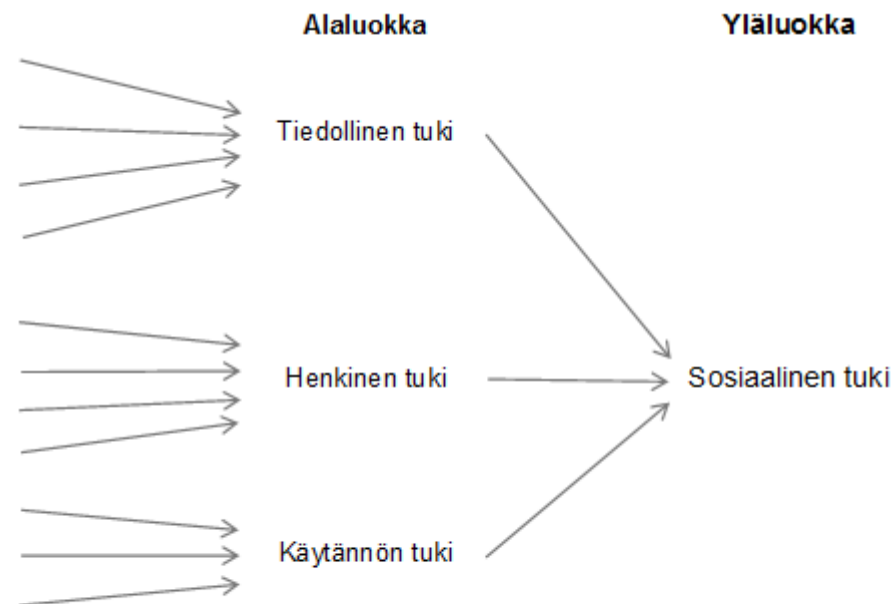 Alaluokka
Yläluokka
Tiedollinen tuki
Henkinen tuki
Sosiaalinen tuki
Käytännön tuki